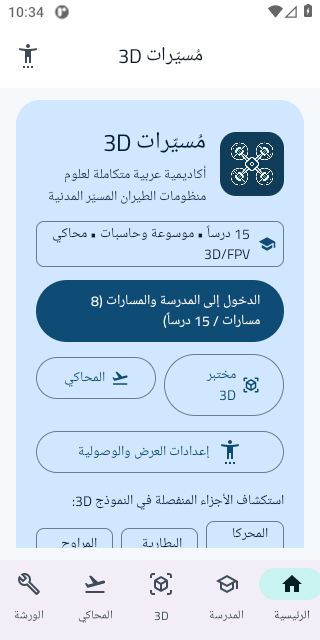 10:34
مُسيّرات 3D
مُسيّرات 3D
أكاديمية عربية متكاملة لعلوم
منظومات الطيران المسيّر المدنية
15 درساً • موسوعة وحاسبات • محاكي
3D/FPV
الدخول إلى المدرسة والمسارات (8
مسارات / 15 درساً)
مختبر
3D
المحاكي
إعدادات العرض والوصولية
استكشاف الأجزاء المنفصلة في النموذج 3D:
المحركا
البطارية
المراوح
الرئيسية
المدرسة
3D
المحاكي
الورشة